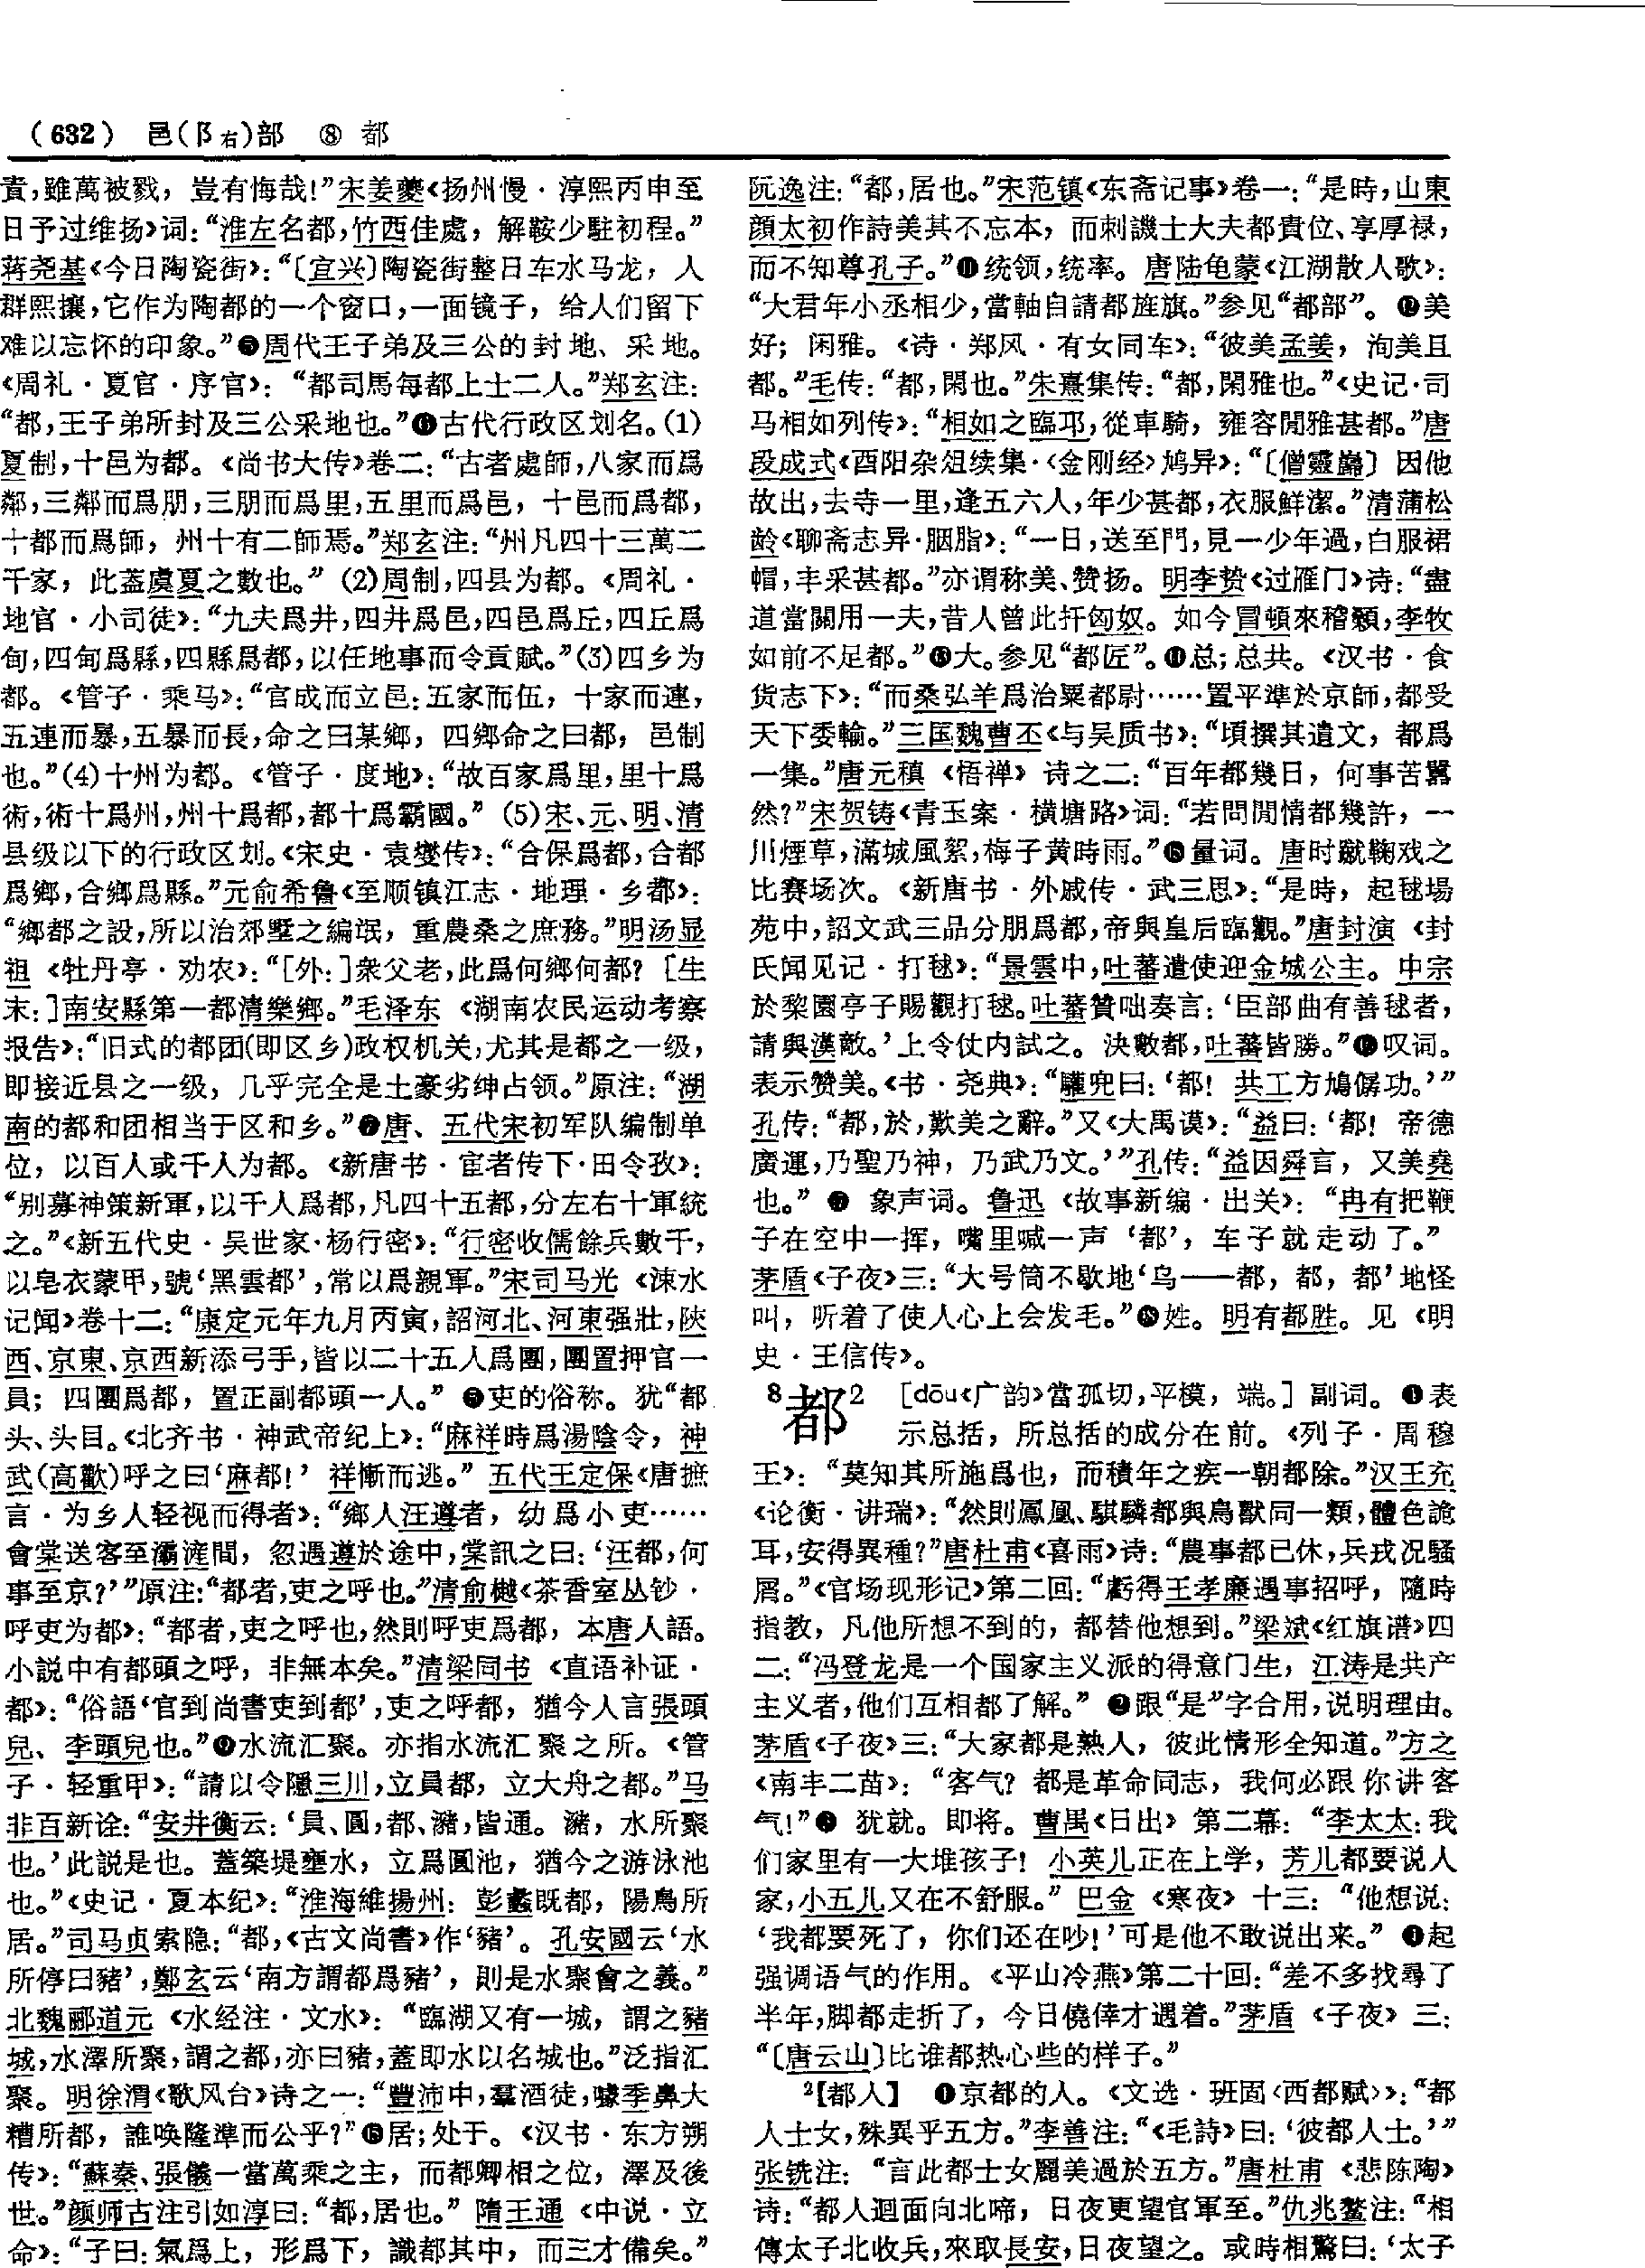 (632) 邑(阝右)部 ⑧ 都
責,雖萬被戮,豈有悔哉!”宋姜夔《扬州慢·淳熙丙申至
日予过维扬》词:“淮左名都,竹西佳處,解鞍少駐初程。”
蒋尧基《今日陶瓷街》:“〔宜兴〕陶瓷街整日车水马龙,人
群熙攘,它作为陶都的一个窗口,一面镜子,给人们留下
难以忘怀的印象。”❺周代王子弟及三公的封地、采地。
《周礼·夏官·序官》:“都司馬每都上士二人。”郑玄注:
“都,王子弟所封及三公采地也。”❻古代行政区划名。(1)
夏制,十邑为都。《尚书大传》卷二:“古者處師,八家而爲
鄰,三鄰而爲朋,三朋而爲里,五里而爲邑,十邑而爲都,
十都而爲師,州十有二師焉。”郑玄注:“州凡四十三萬二
千家,此蓋虞夏之數也。”(2)周制,四县为都。《周礼·
地官·小司徒》:“九夫爲井,四井爲邑,四邑爲丘,四丘爲
甸,四甸爲縣,四縣爲都,以任地事而令貢賦。”(3)四乡为
都。《管子·乘马》:“官成而立邑:五家而伍,十家而連,
五連而暴,五暴而長,命之曰某鄉,四鄉命之曰都,邑制
也。”(4)十州为都。《管子·度地》:“故百家爲里,里十爲
術,術十爲州,州十爲都,都十爲霸國。”(5)宋、元、明、清
县级以下的行政区划。《宋史·袁燮传》:“合保爲都,合都
爲鄉,合鄉爲縣。”元俞希鲁《至顺镇江志·地理·乡都》:
“鄉都之設,所以治郊墅之編氓,重農桑之庶務。”明汤显
祖《牡丹亭·劝农》:“[外:]衆父老,此爲何鄉何都?[生
末:]南安縣第一都清樂鄉。”毛泽东《湖南农民运动考察
报告》:“旧式的都团(即区乡)政权机关,尤其是都之一级,
即接近县之一级,几乎完全是土豪劣绅占领。”原注:“湖
南的都和团相当于区和乡。”❼唐、五代宋初军队编制单
位,以百人或千人为都。《新唐书·宦者传下·田令孜》:
“别募神策新軍,以千人爲都,凡四十五都,分左右十軍統
之。”《新五代史·吴世家·杨行密》:“行密收儒餘兵數千,
以皂衣蒙甲,號‘黑雲都’,常以爲親軍。”宋司马光《涑水
记闻》卷十二:“康定元年九月丙寅,詔河北、河東强壯,陝
西、京東、京西新添弓手,皆以二十五人爲團,團置押官一
員;四團爲都,置正副都頭一人。”❽吏的俗称。犹“都
头、头目。《北齐书·神武帝纪上》:“麻祥時爲湯陰令,神
武(高歡)呼之曰‘麻都!’祥慚而逃。”五代王定保《唐摭
言·为乡人轻视而得者》:“鄉人汪遵者,幼爲小吏……
會棠送客至灞滻間,忽遇遵於途中,棠訊之曰:‘汪都,何
事至京?’”原注:“都者,吏之呼也。”清俞樾《茶香室丛钞·
呼吏为都》:“都者,吏之呼也,然則呼吏爲都,本唐人語。
小説中有都頭之呼,非無本矣。”清梁同书《直语补证·
都》:“俗語‘官到尚書吏到都’,吏之呼都,猶今人言張頭
兒、李頭兒也。”❾水流汇聚。亦指水流汇聚之所。《管
子·轻重甲》:“請以令隱三川,立員都,立大舟之都。”马
非百新诠:“安井衡云:‘員、圓,都、瀦,皆通。瀦,水所聚
也。’此説是也。蓋築堤壅水,立爲圓池,猶今之游泳池
也。”《史记·夏本纪》:“淮海維揚州:彭蠡既都,陽鳥所
居。”司马贞索隐:“都,《古文尚書》作‘豬’。孔安國云‘水
所停曰豬’,鄭玄云‘南方謂都爲豬’,則是水聚會之義。”
北魏郦道元《水经注·文水》:“臨湖又有一城,謂之豬
城,水澤所聚,謂之都,亦曰豬,蓋即水以名城也。”泛指汇
聚。明徐渭《歌风台》诗之一:“豐沛中,羣酒徒,噱季鼻大
糟所都,誰唤隆準而公乎?”❿居;处于。《汉书·东方朔
传》:“蘇秦、張儀一當萬乘之主,而都卿相之位,澤及後
世。”颜师古注引如淳曰:“都,居也。”隋王通《中说·立
命》:“子曰:氣爲上,形爲下,識都其中,而三才備矣。”
阮逸注:“都,居也。”宋范镇《东斋记事》卷一:“是時,山東
顔太初作詩美其不忘本,而刺譏士大夫都貴位、享厚禄,
而不知尊孔子。”⓫统领,统率。唐陆龟蒙《江湖散人歌》:
“大君年小丞相少,當軸自請都旌旗。”参见“都部”。⓬美
好;闲雅。《诗·郑风·有女同车》:“彼美孟姜,洵美且
都。”毛传:“都,閑也。”朱熹集传:“都,閑雅也。”《史记·司
马相如列传》:“相如之臨邛,從車騎,雍容閒雅甚都。”唐
段成式《酉阳杂俎续集·〈金刚经〉鸠异》:“〔僧靈巋〕因他
故出,去寺一里,逢五六人,年少甚都,衣服鮮潔。”清蒲松
龄《聊斋志异·胭脂》:“一日,送至門,見一少年過,白服裙
帽,丰采甚都。”亦谓称美、赞扬。明李贽《过雁门》诗:“盡
道當關用一夫,昔人曾此扞匈奴。如今冒頓來稽顙,李牧
如前不足都。”⓭大。参见“都匠”。⓮总;总共。《汉书·食
货志下》:“而桑弘羊爲治粟都尉……置平準於京師,都受
天下委輸。”三国魏曹丕《与吴质书》:“頃撰其遺文,都爲
一集。”唐元稹《悟禅》诗之二:“百年都幾日,何事苦囂
然?”宋贺铸《青玉案·横塘路》词:“若問閒情都幾許,一
川煙草,滿城風絮,梅子黄時雨。”⓯量词。唐时蹴鞠戏之
比赛场次。《新唐书·外戚传·武三思》:“是時,起毬場
苑中,詔文武三品分朋爲都,帝與皇后臨觀。”唐封演《封
氏闻见记·打毬》:“景雲中,吐蕃遣使迎金城公主。中宗
於梨園亭子賜觀打毬。吐蕃贊咄奏言:‘臣部曲有善毬者,
請與漢敵。’上令仗内試之。決數都,吐蕃皆勝。”⓰叹词。
表示赞美。《书·尧典》:“驩兜曰:‘都!共工方鳩僝功。’”
孔传:“都,於,歎美之辭。”又《大禹谟》:“益曰:‘都!帝德
廣運,乃聖乃神,乃武乃文。’”孔传:“益因舜言,又美堯
也。”⓱象声词。鲁迅《故事新编·出关》:“冉有把鞭
子在空中一挥,嘴里喊一声‘都’,车子就走动了。”
茅盾《子夜》三:“大号筒不歇地‘乌——都,都,都’地怪
叫,听着了使人心上会发毛。”⓲姓。明有都胜。见《明
史·王信传》。
8都2 [dōu《广韵》當孤切,平模,端。]副词。❶表
示总括,所总括的成分在前。《列子·周穆
王》:“莫知其所施爲也,而積年之疾一朝都除。”汉王充
《论衡·讲瑞》:“然則鳳凰、騏驎都與鳥獸同一類,體色詭
耳,安得異種?”唐杜甫《喜雨》诗:“農事都已休,兵戎况騷
屑。”《官场现形记》第二回:“虧得王孝廉遇事招呼,隨時
指教,凡他所想不到的,都替他想到。”梁斌《红旗谱》四
二:“冯登龙是一个国家主义派的得意门生,江涛是共产
主义者,他们互相都了解。”❷跟“是”字合用,说明理由。
茅盾《子夜》三:“大家都是熟人,彼此情形全知道。”方之
《南丰二苗》:“客气?都是革命同志,我何必跟你讲客
气!”❸犹就。即将。曹禺《日出》第二幕:“李太太:我
们家里有一大堆孩子!小英儿正在上学,芳儿都要说人
家,小五儿又在不舒服。”巴金《寒夜》十三:“他想说:
‘我都要死了,你们还在吵!’可是他不敢说出来。”❹起
强调语气的作用。《平山冷燕》第二十回:“差不多找尋了
半年,脚都走折了,今日僥倖才遇着。”茅盾《子夜》三:
“〔唐云山〕比谁都热心些的样子。”
2【都人】 ❶京都的人。《文选·班固〈西都赋〉》:“都
人士女,殊異乎五方。”李善注:“《毛詩》曰:‘彼都人士。’”
张铣注:“言此都士女麗美過於五方。”唐杜甫《悲陈陶》
诗:“都人迴面向北啼,日夜更望官軍至。”仇兆鳌注:“相
傳太子北收兵,來取長安,日夜望之。或時相驚曰:‘太子